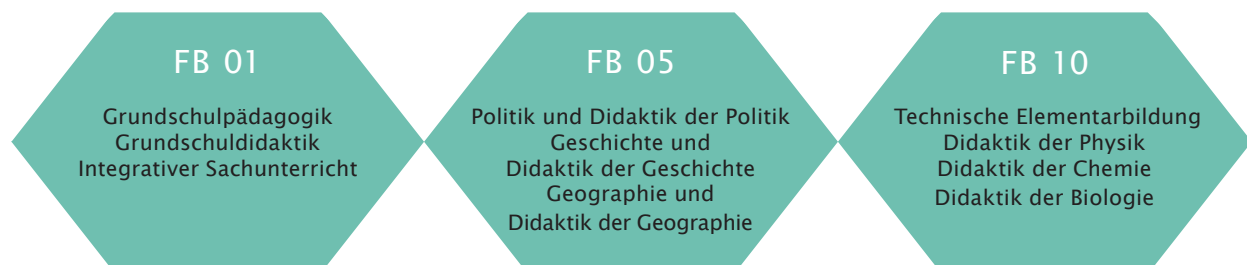 FB 01
Grundschulpädagogik
Grundschuldidaktik
Integrativer Sachunterricht
FB 05
Politik und Didaktik der Politik
Geschichte und
Didaktik der Geschichte
Geographie und
Didaktik der Geographie
FB 10
Technische Elementarbildung
Didaktik der Physik
Didaktik der Chemie
Didaktik der Biologie